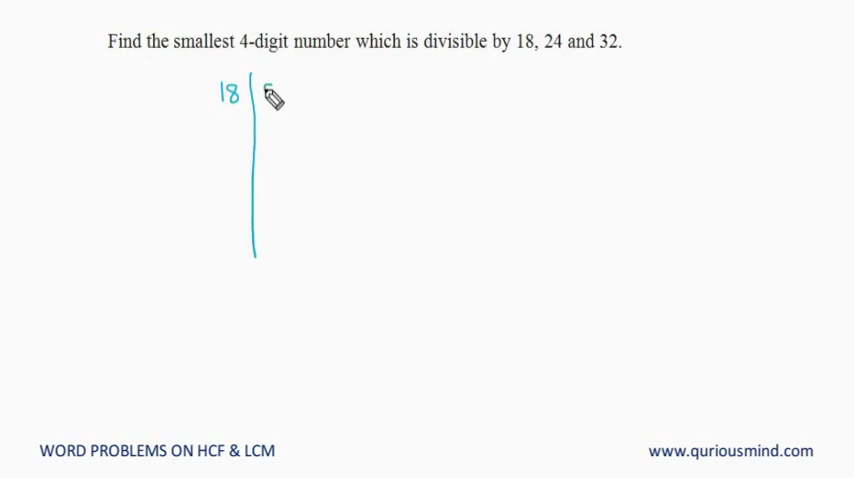 Find the smallest 4-digit number which is divisible by 18, 24 and 32.
18
WORD PROBLEMS ON HCF & LCM
www.quriousmind.com